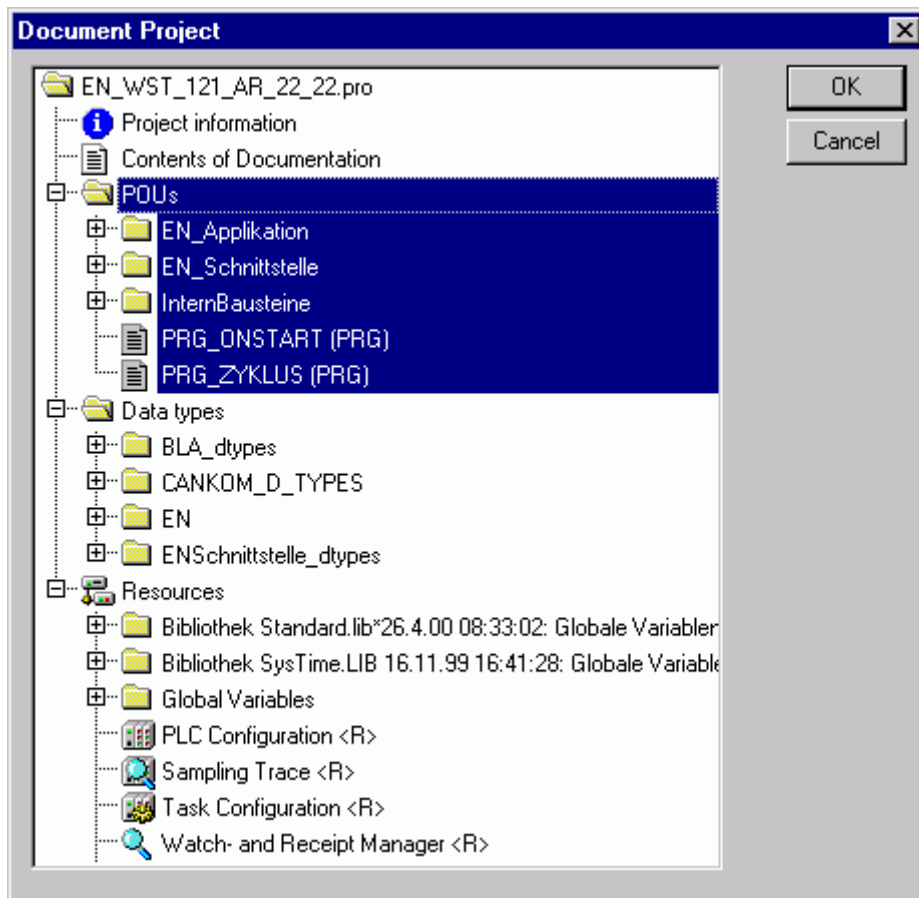 Document Project
EN_WST_121_AR_22_22.pro
OK
Project information
Contents of Documentation
Cancel
POUs
EN_Applikation
EN_Schnittstelle
InternBausteine
PRG_ONSTART (PRG)
PRG_ZYKLUS (PRG)
Data types
BLA_dtypes
CANKOM_D_TYPES
EN
ENSchnittstelle_dtypes
Resources
Bibliothek Standard.lib*26.4.00 08:33:02: Globale Variablen
Bibliothek SysTime.LIB 16.11.99 16:41:28: Globale Variable
Global Variables
PLC Configuration <R>
Sampling Trace <R>
Task Configuration <R>
Watch- and Receipt Manager <R>